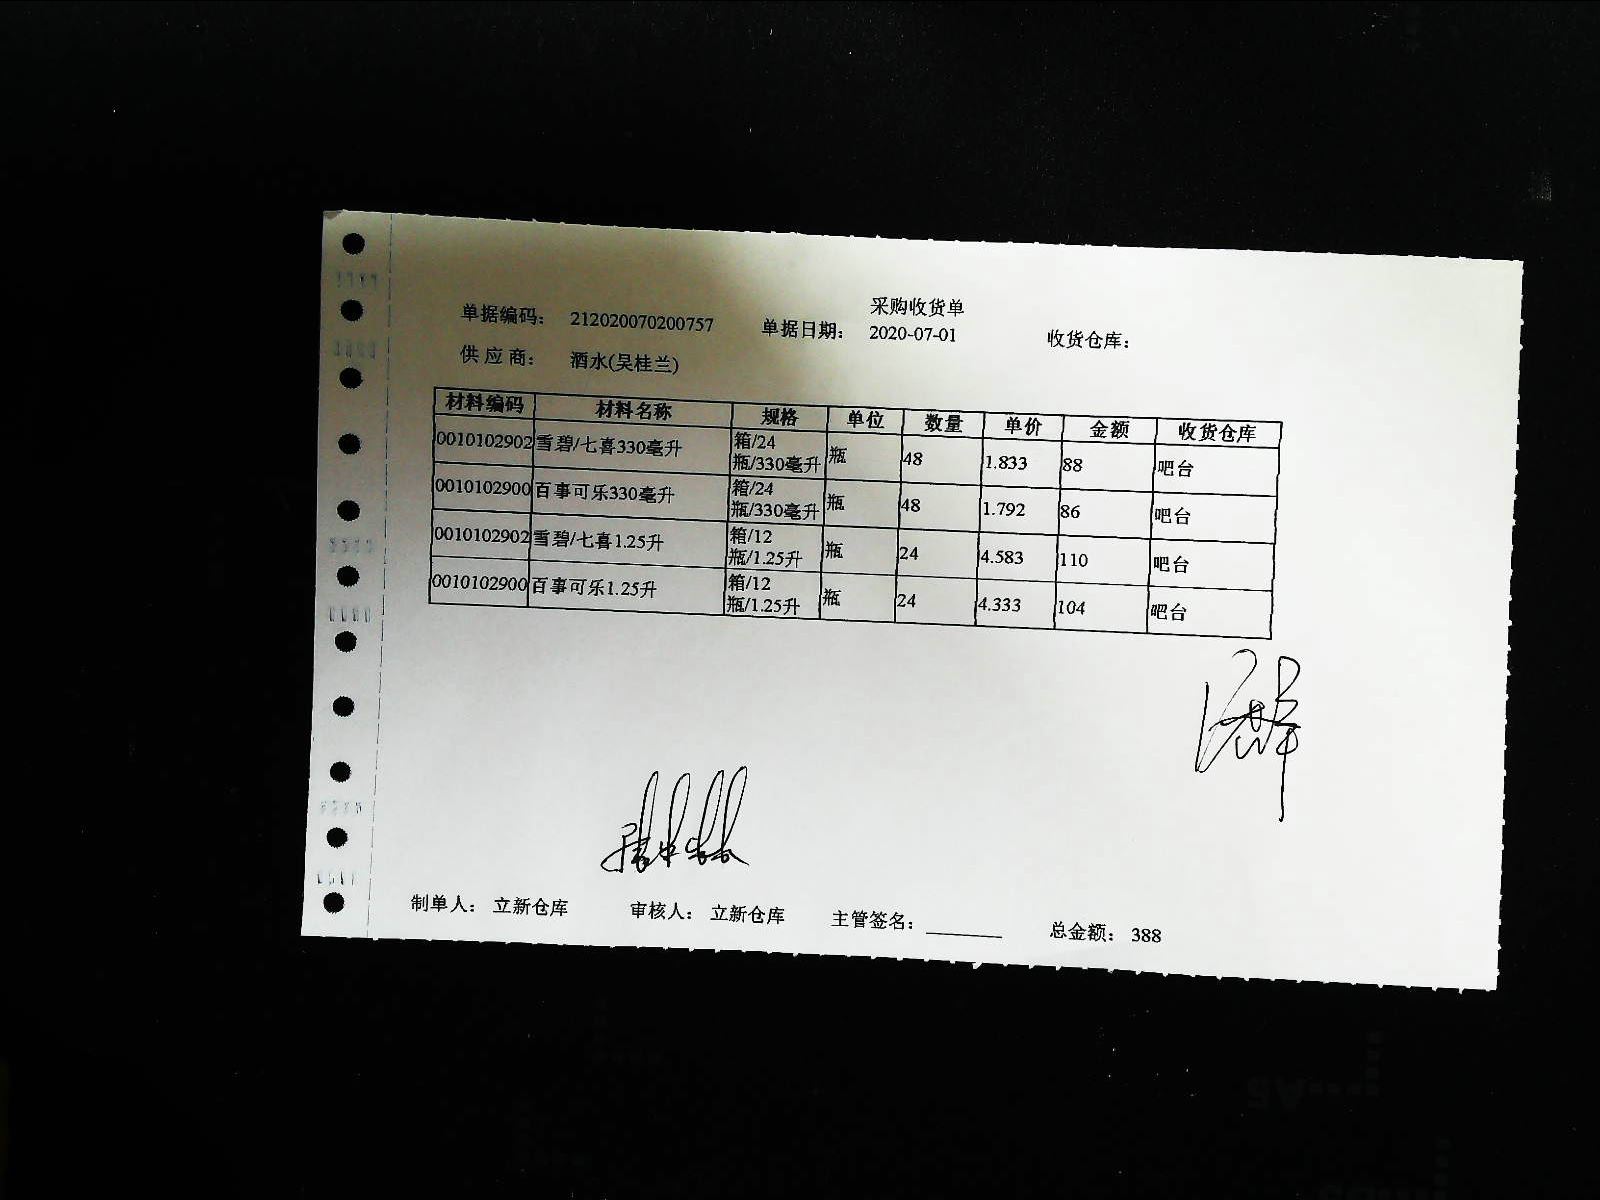 采购收货单
单据编码： 212020070200757 单据日期： 2020-07-01 收货仓库：
供 应 商： 酒水(吴桂兰)
材料编码 材料名称 规格 单位 数量 单价 金额 收货仓库
0010102902 雪碧/七喜330毫升 箱/24瓶/330毫升 瓶 48 1.833 88 吧台
0010102900 百事可乐330毫升 箱/24瓶/330毫升 瓶 48 1.792 86 吧台
0010102902 雪碧/七喜1.25升 箱/12瓶/1.25升 瓶 24 4.583 110 吧台
0010102900 百事可乐1.25升 箱/12瓶/1.25升 瓶 24 4.333 104 吧台
制单人： 立新仓库 审核人： 立新仓库 主管签名： 总金额： 388